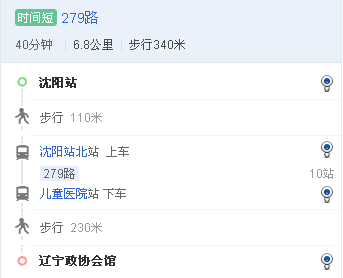 时间短 279路
40分钟 | 6.8公里 | 步行340米
沈阳站
步行 110米
沈阳站北站 上车
279路 10站
儿童医院站 下车
步行 230米
辽宁政协会馆